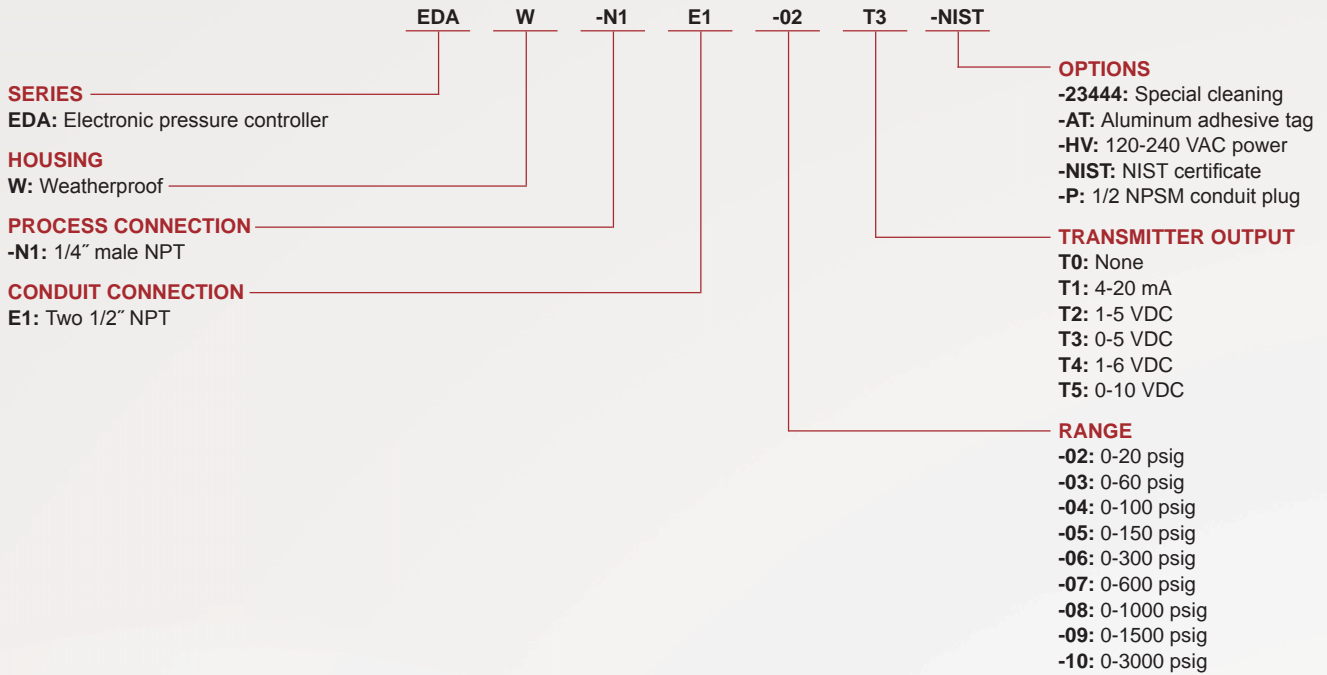 EDA W -N1 E1 -02 T3 -NIST
SERIES
EDA: Electronic pressure controller
HOUSING
W: Weatherproof
PROCESS CONNECTION
-N1: 1/4˝ male NPT
CONDUIT CONNECTION
E1: Two 1/2˝ NPT
OPTIONS
-23444: Special cleaning
-AT: Aluminum adhesive tag
-HV: 120-240 VAC power
-NIST: NIST certificate
-P: 1/2 NPSM conduit plug
TRANSMITTER OUTPUT
T0: None
T1: 4-20 mA
T2: 1-5 VDC
T3: 0-5 VDC
T4: 1-6 VDC
T5: 0-10 VDC
RANGE
-02: 0-20 psig
-03: 0-60 psig
-04: 0-100 psig
-05: 0-150 psig
-06: 0-300 psig
-07: 0-600 psig
-08: 0-1000 psig
-09: 0-1500 psig
-10: 0-3000 psig